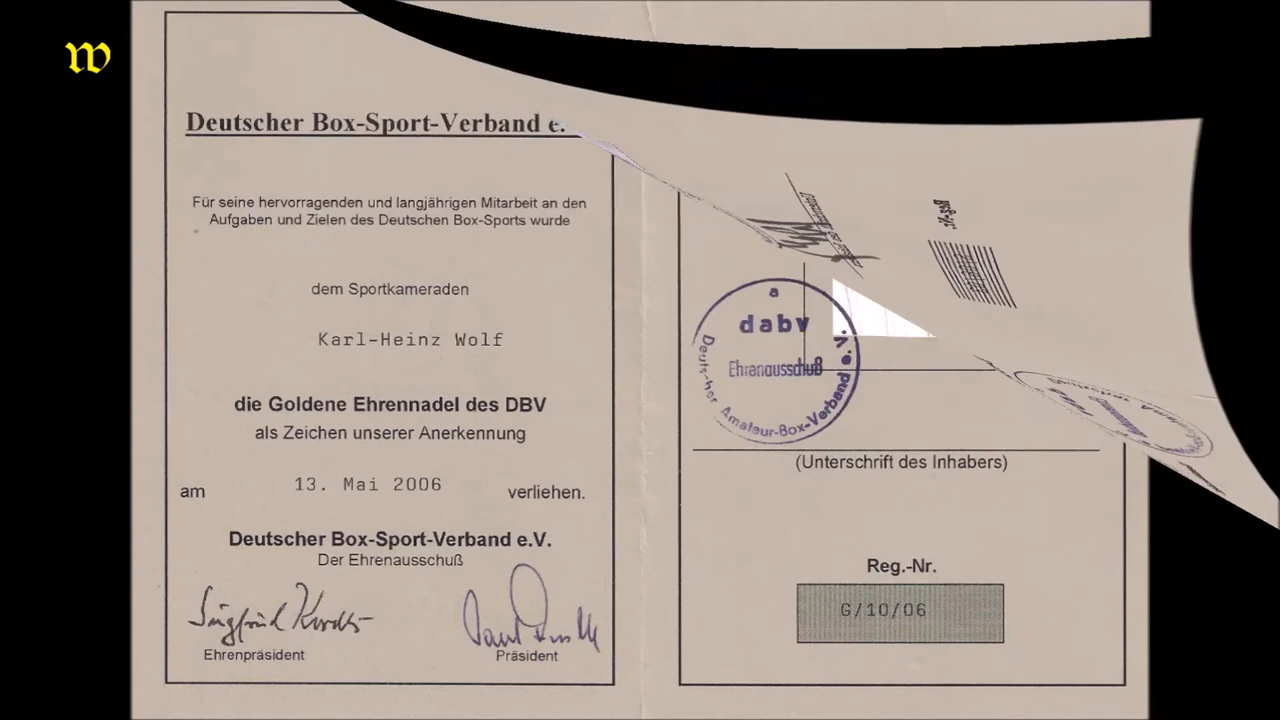 w
Deutscher Box-Sport-Verband e.
Für seine hervorragenden und langjährigen Mitarbeit an den
Aufgaben und Zielen des Deutschen Box-Sports wurde
dem Sportkameraden
Karl-Heinz Wolf
die Goldene Ehrennadel des DBV
als Zeichen unserer Anerkennung
am 13. Mai 2006 verliehen.
Deutscher Box-Sport-Verband e.V.
Der Ehrenausschuß
Ehrenpräsident
Präsident
a
dabv
Ehrenausschuß
Deutscher Amateur-Box-Verband e.V.
(Unterschrift des Inhabers)
Reg.-Nr.
G/10/06
Reg.-Nr.